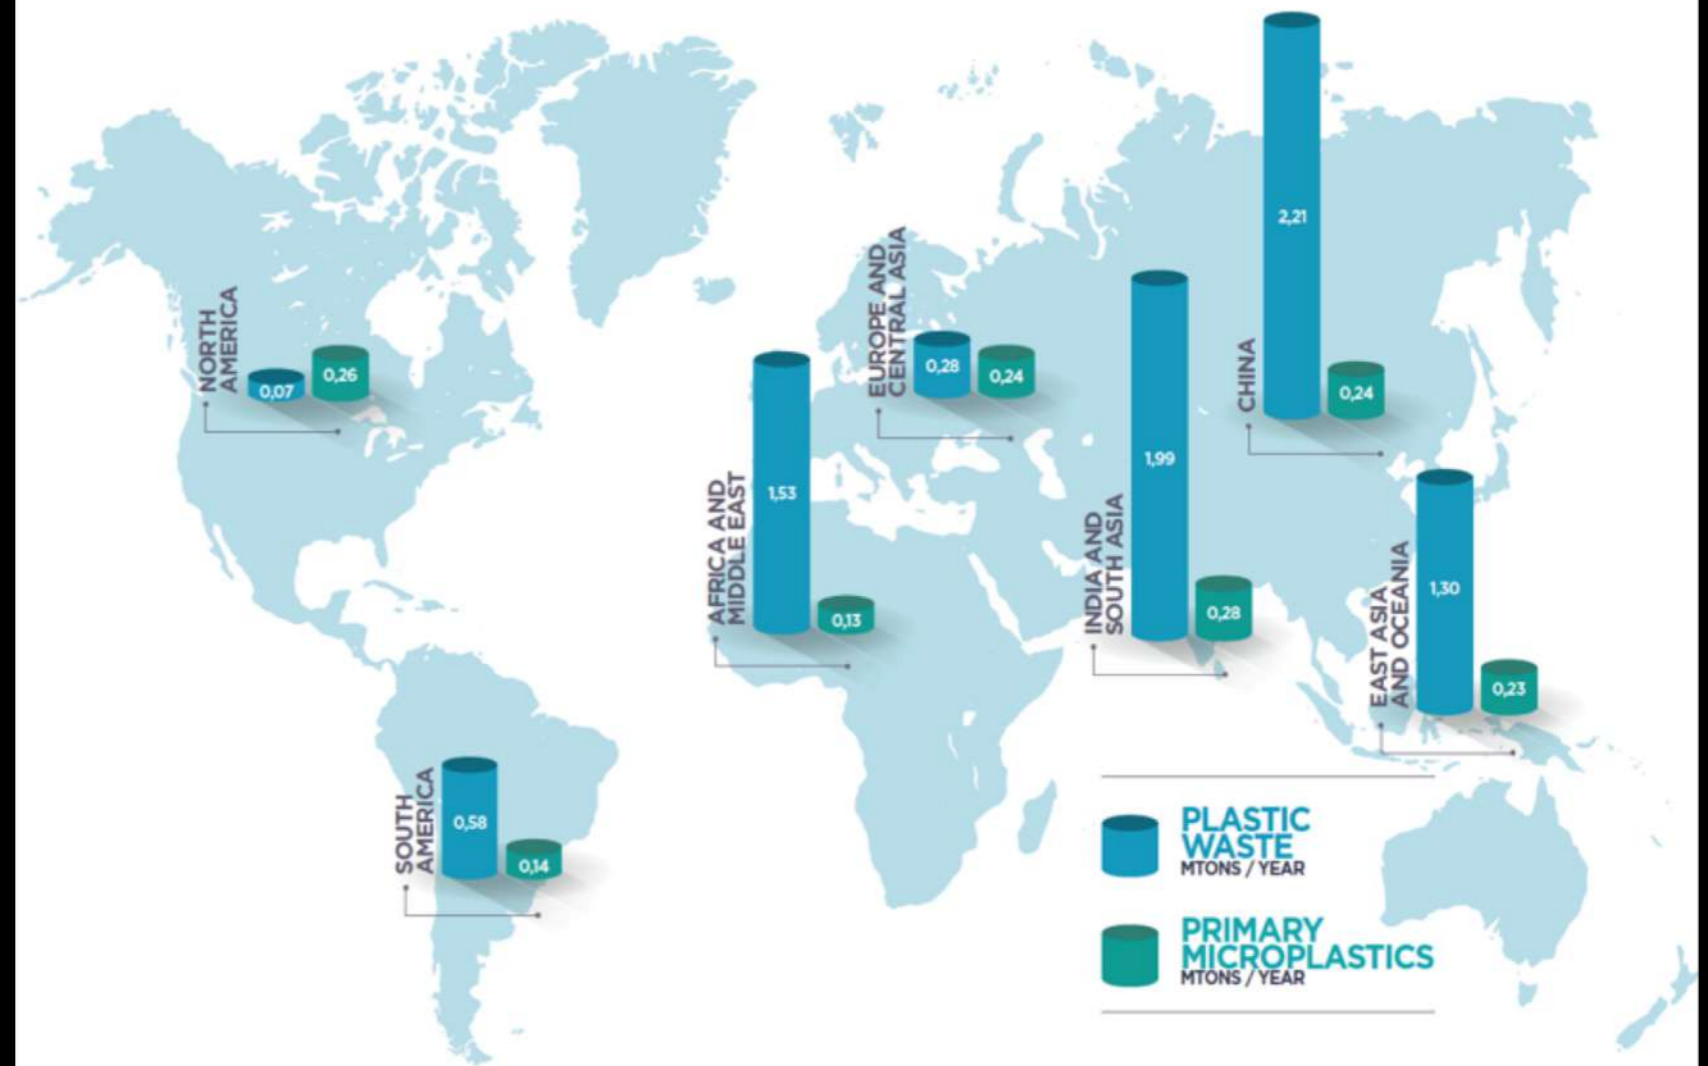 NORTH
AMERICA
0,07
0,26
EUROPE AND
CENTRAL ASIA
0,28
0,24
CHINA
2,21
0,24
AFRICA AND
MIDDLE EAST
1,53
0,13
INDIA AND
SOUTH ASIA
1,99
0,28
EAST ASIA
AND OCEANIA
1,30
0,23
SOUTH
AMERICA
0,58
0,14
PLASTIC
WASTE
MTONS / YEAR
PRIMARY
MICROPLASTICS
MTONS / YEAR